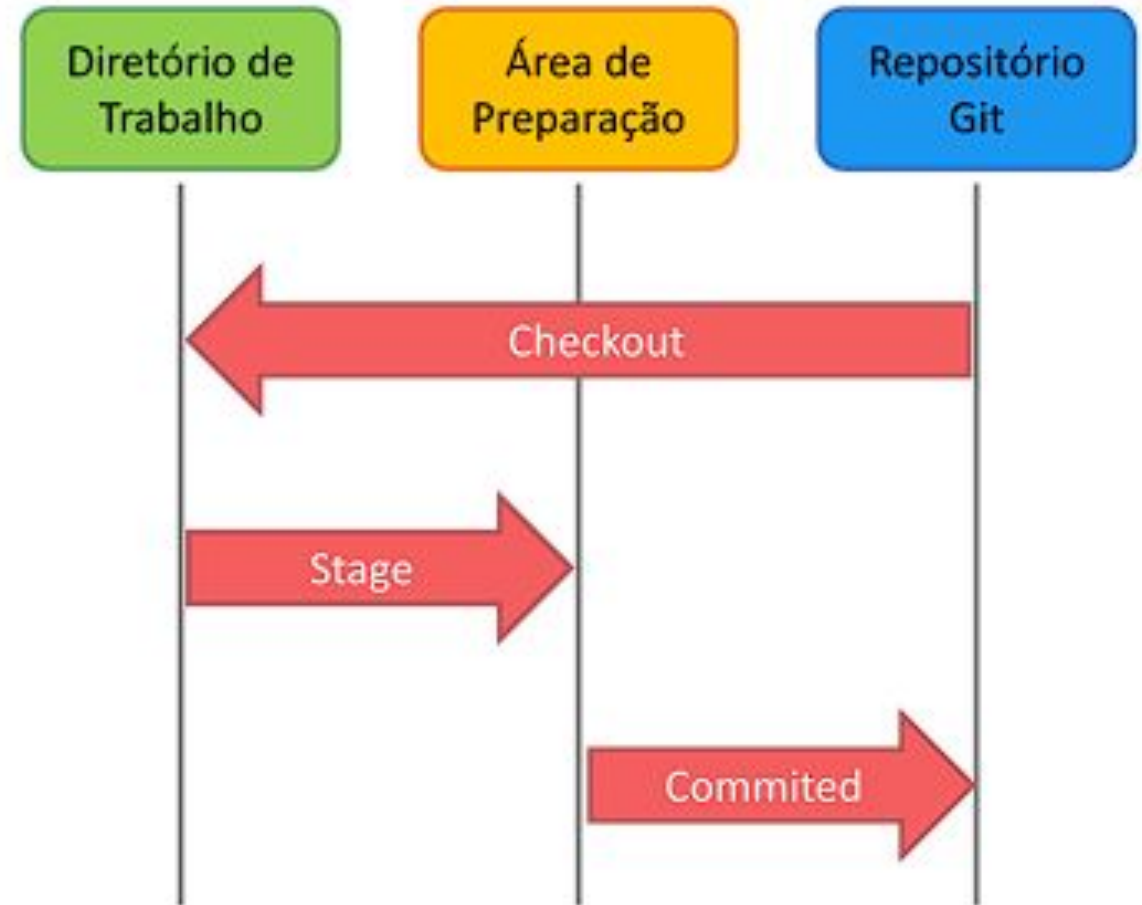 Diretório de
Trabalho
Área de
Preparação
Repositório
Git
Checkout
Stage
Commited